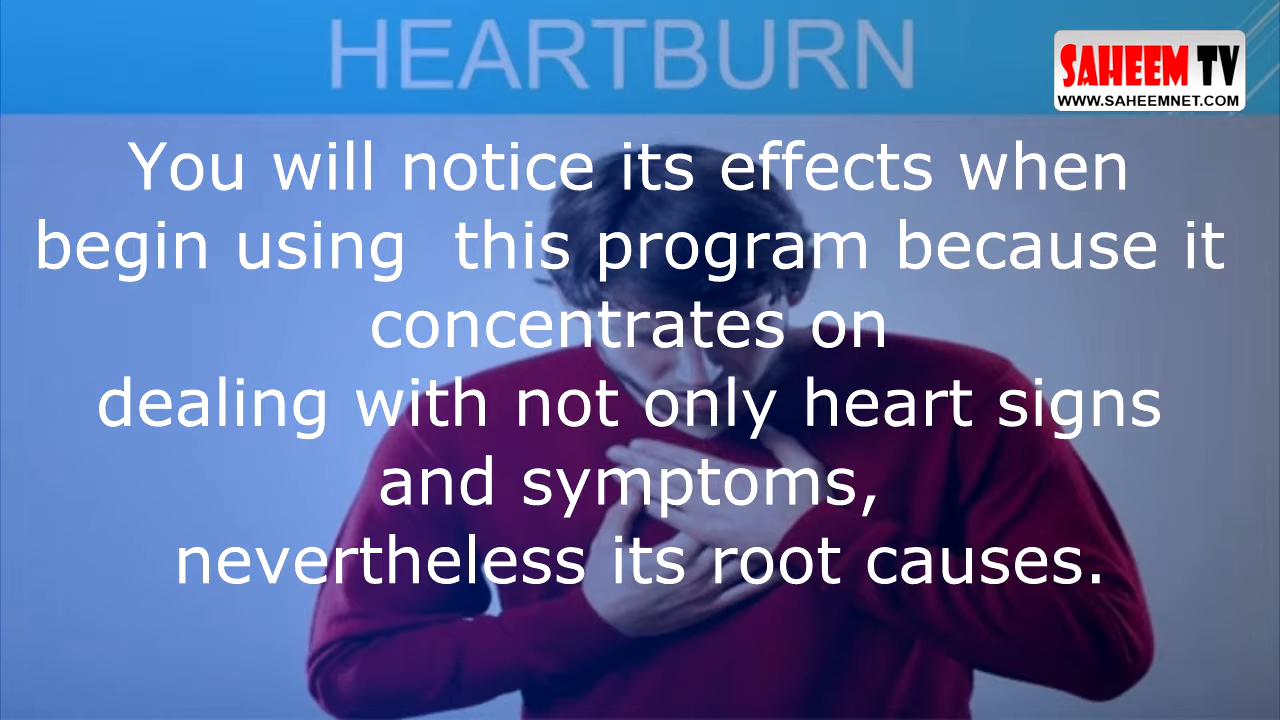 HEARTBURN
SAHEEM TV
WWW.SAHEEMNET.COM
You will notice its effects when
begin using  this program because it
concentrates on
dealing with not only heart signs
and symptoms,
nevertheless its root causes.